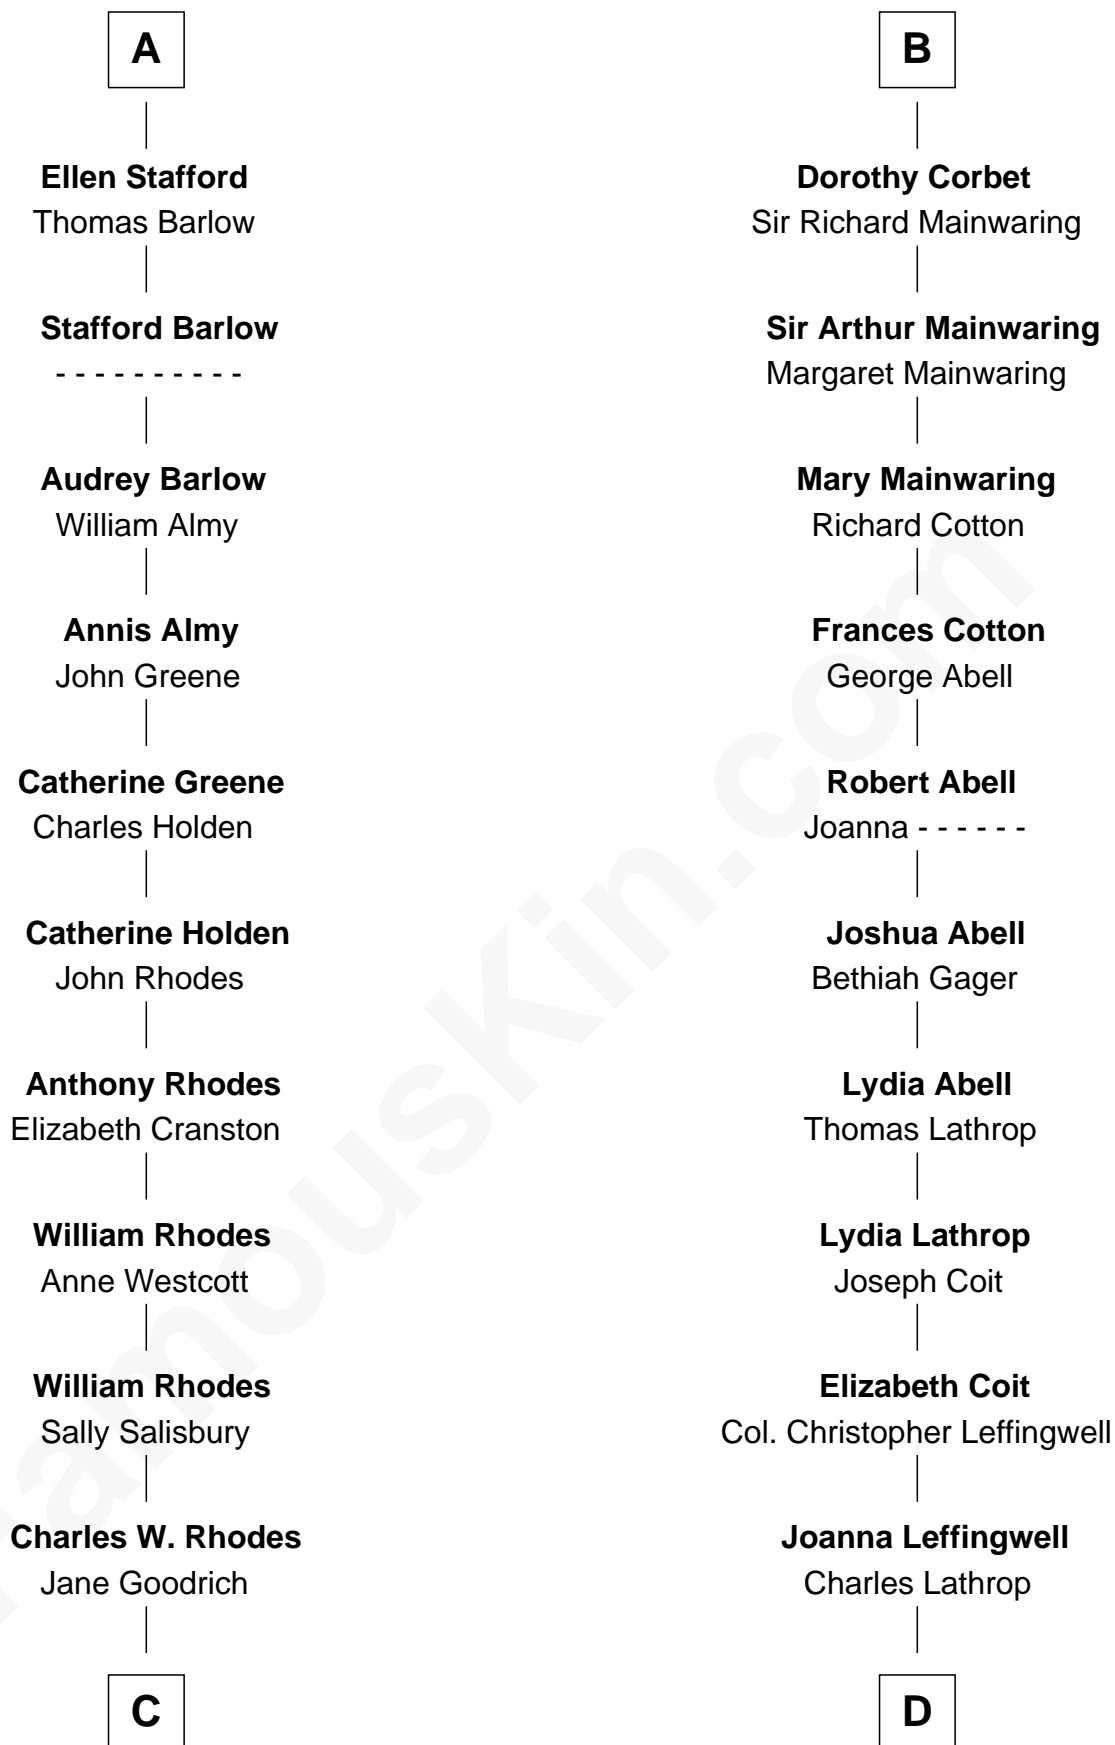 A
Ellen Stafford
Thomas Barlow
Stafford Barlow
- - - - - - - - - -
Audrey Barlow
William Almy
Annis Almy
John Greene
Catherine Greene
Charles Holden
Catherine Holden
John Rhodes
Anthony Rhodes
Elizabeth Cranston
William Rhodes
Anne Westcott
William Rhodes
Sally Salisbury
Charles W. Rhodes
Jane Goodrich
C
B
Dorothy Corbet
Sir Richard Mainwaring
Sir Arthur Mainwaring
Margaret Mainwaring
Mary Mainwaring
Richard Cotton
Frances Cotton
George Abell
Robert Abell
Joanna - - - - - -
Joshua Abell
Bethiah Gager
Lydia Abell
Thomas Lathrop
Lydia Lathrop
Joseph Coit
Elizabeth Coit
Col. Christopher Leffingwell
Joanna Leffingwell
Charles Lathrop
D
FamousKin.com